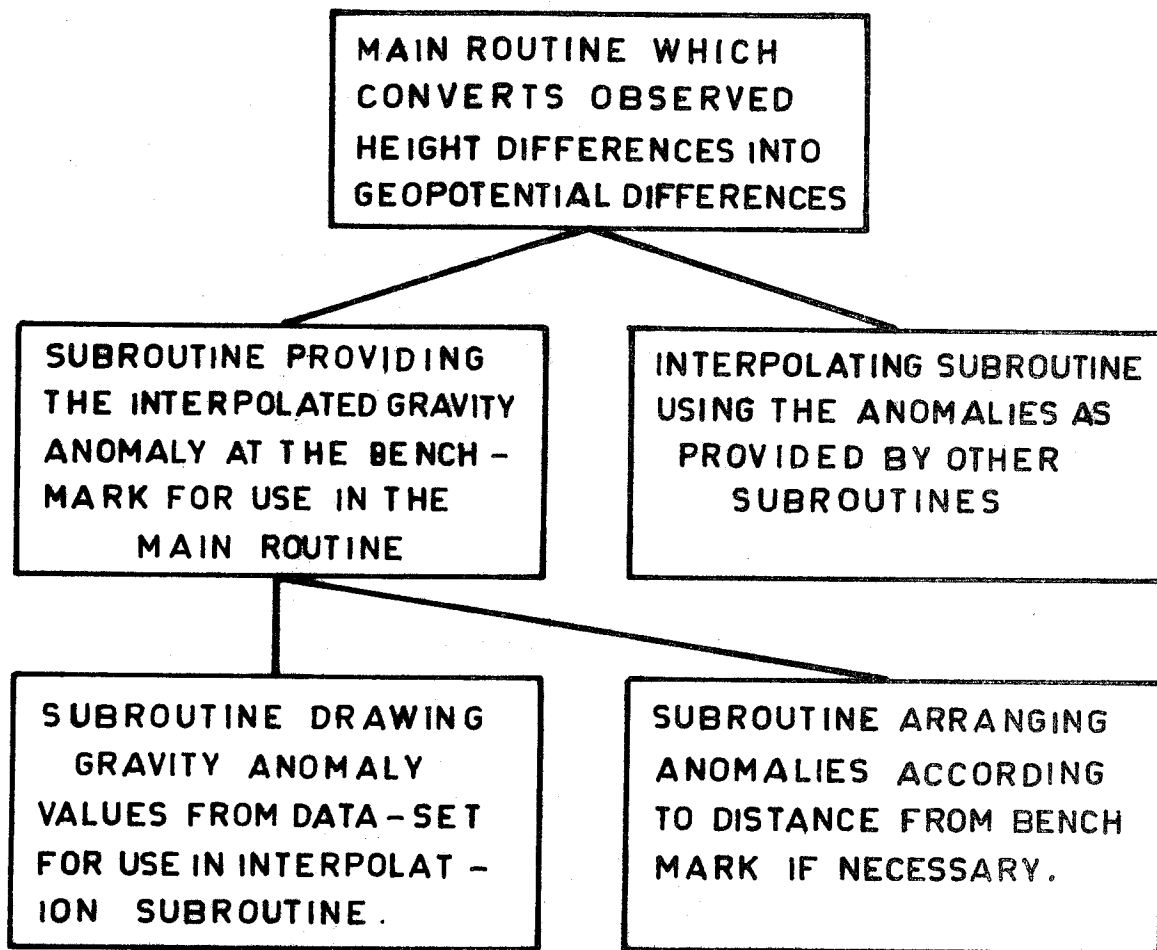 MAIN ROUTINE WHICH
CONVERTS OBSERVED
HEIGHT DIFFERENCES INTO
GEOPOTENTIAL DIFFERENCES
SUBROUTINE PROVIDING
THE INTERPOLATED GRAVITY
ANOMALY AT THE BENCH -
MARK FOR USE IN THE
MAIN ROUTINE
INTERPOLATING SUBROUTINE
USING THE ANOMALIES AS
PROVIDED BY OTHER
SUBROUTINES
SUBROUTINE DRAWING
GRAVITY ANOMALY
VALUES FROM DATA - SET
FOR USE IN INTERPOLAT -
ION SUBROUTINE.
SUBROUTINE ARRANGING
ANOMALIES ACCORDING
TO DISTANCE FROM BENCH
MARK IF NECESSARY.